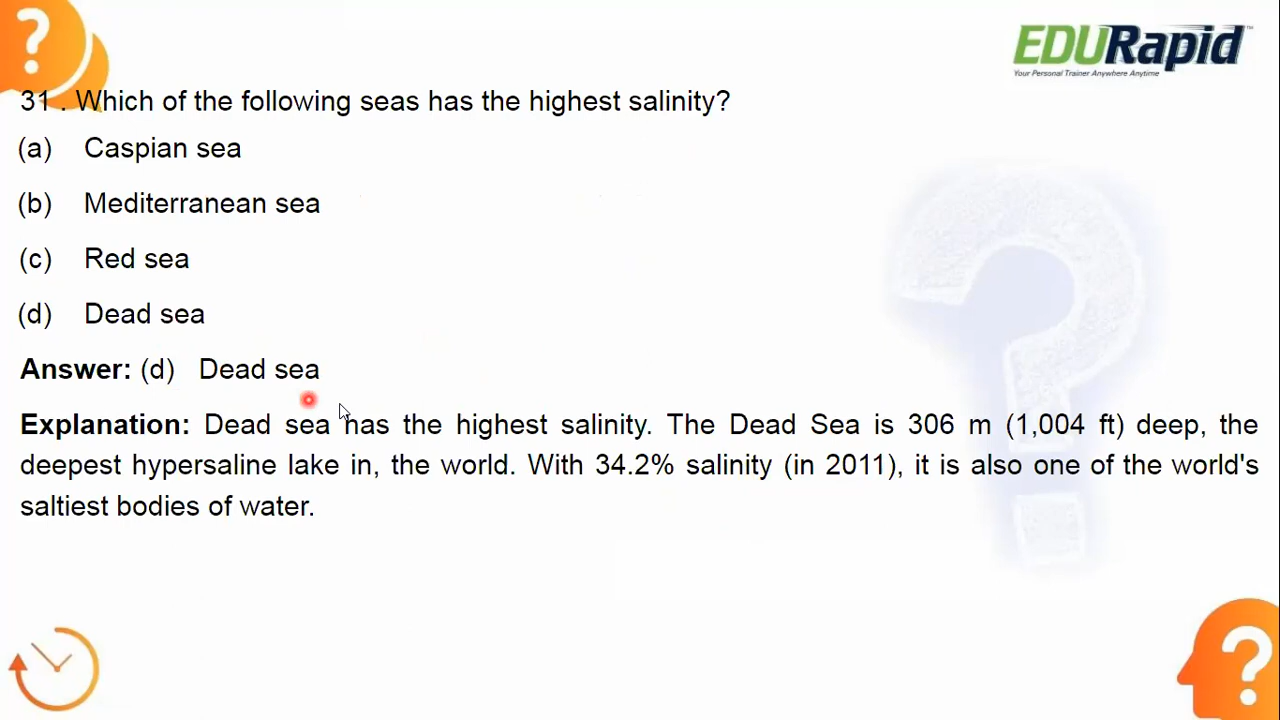 EDURapid™
Your Personal Trainer Anywhere Anytime
31 . Which of the following seas has the highest salinity?
(a) Caspian sea
(b) Mediterranean sea
(c) Red sea
(d) Dead sea
Answer: (d) Dead sea
Explanation: Dead sea has the highest salinity. The Dead Sea is 306 m (1,004 ft) deep, the
deepest hypersaline lake in, the world. With 34.2% salinity (in 2011), it is also one of the world's
saltiest bodies of water.